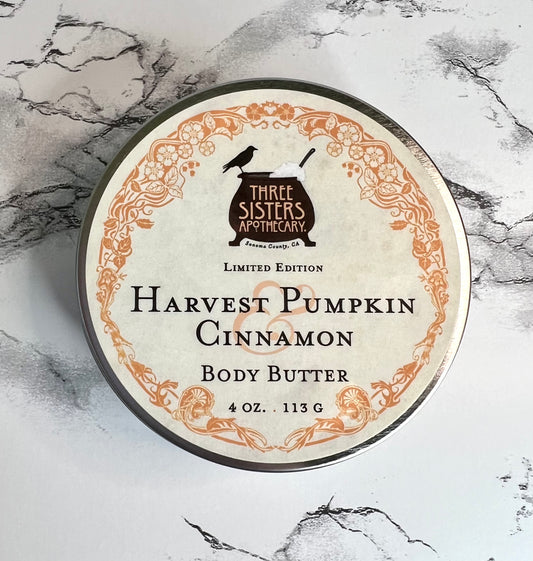 THREE
SISTERS
APOTHECARY.
Sonoma County, CA
LIMITED EDITION
HARVEST PUMPKIN
&
CINNAMON
BODY BUTTER
4 OZ. . 113 G